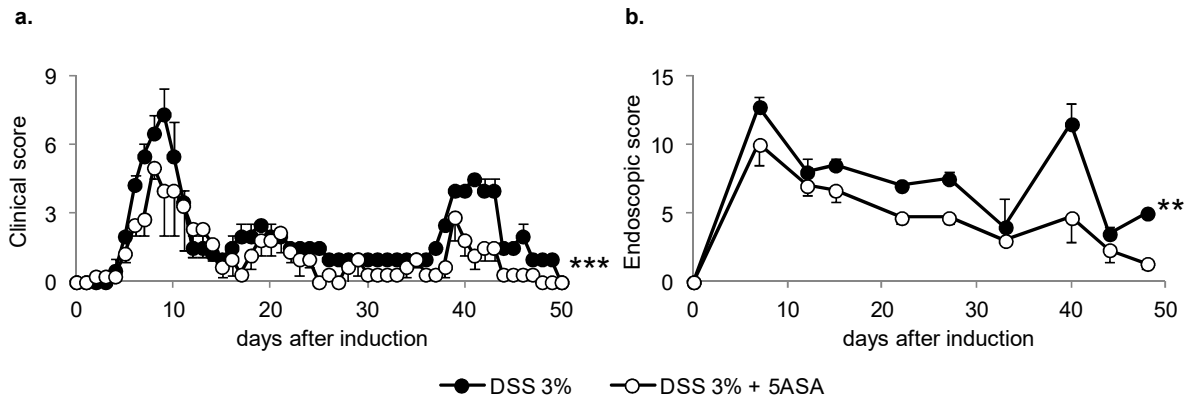 a.
Clinical score
9
6
3
0
0 10 20 30 40 50
days after induction
***
b.
Endoscopic score
15
10
5
0
0 10 20 30 40 50
days after induction
**
DSS 3% DSS 3% + 5ASA